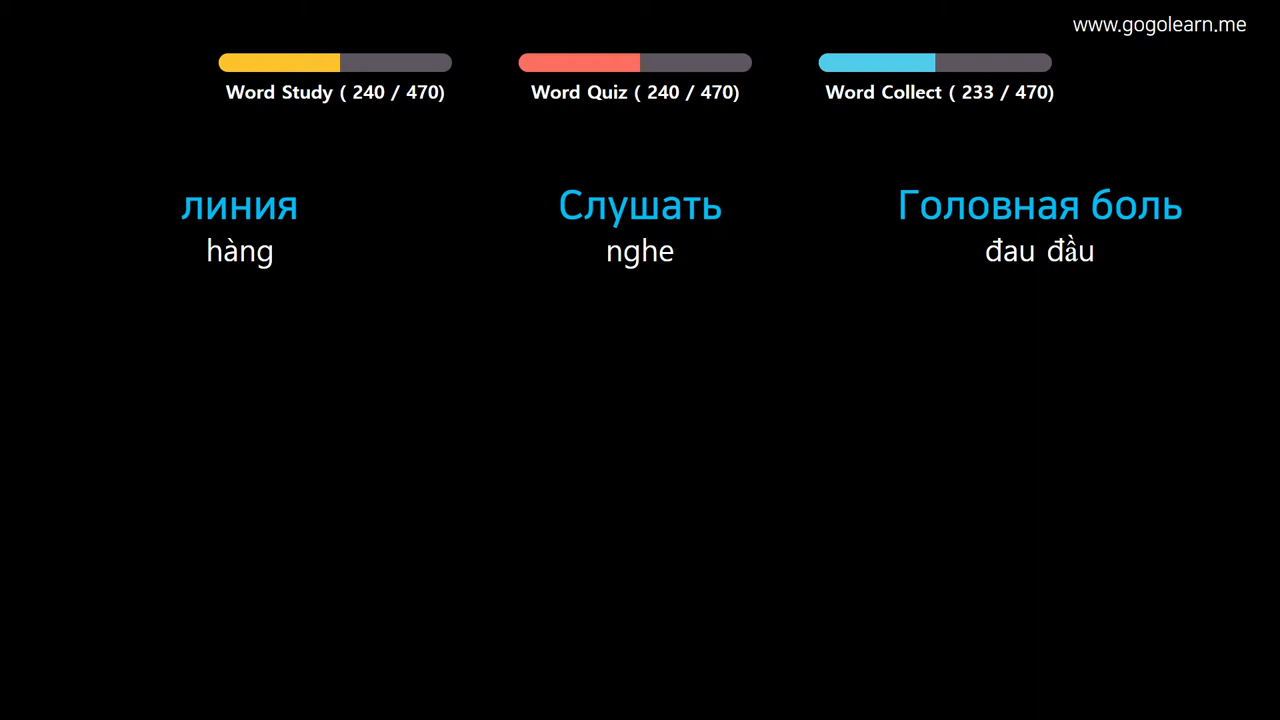 www.gogolearn.me
Word Study ( 240 / 470)
Word Quiz ( 240 / 470)
Word Collect ( 233 / 470)
линия
hàng
Слушать
nghe
Головная боль
đau đầu